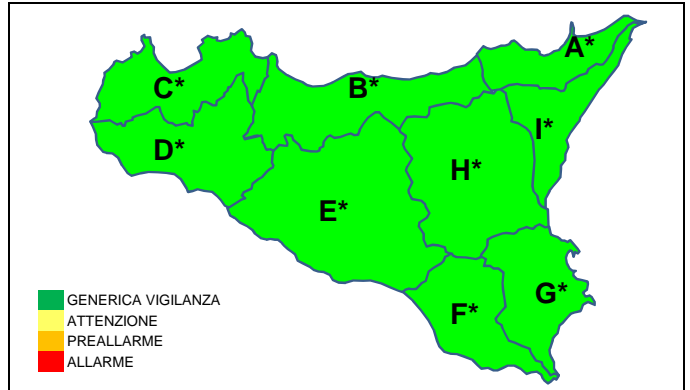 A*
B*
C*
I*
D*
H*
E*
G*
F*
GENERICA VIGILANZA
ATTENZIONE
PREALLARME
ALLARME